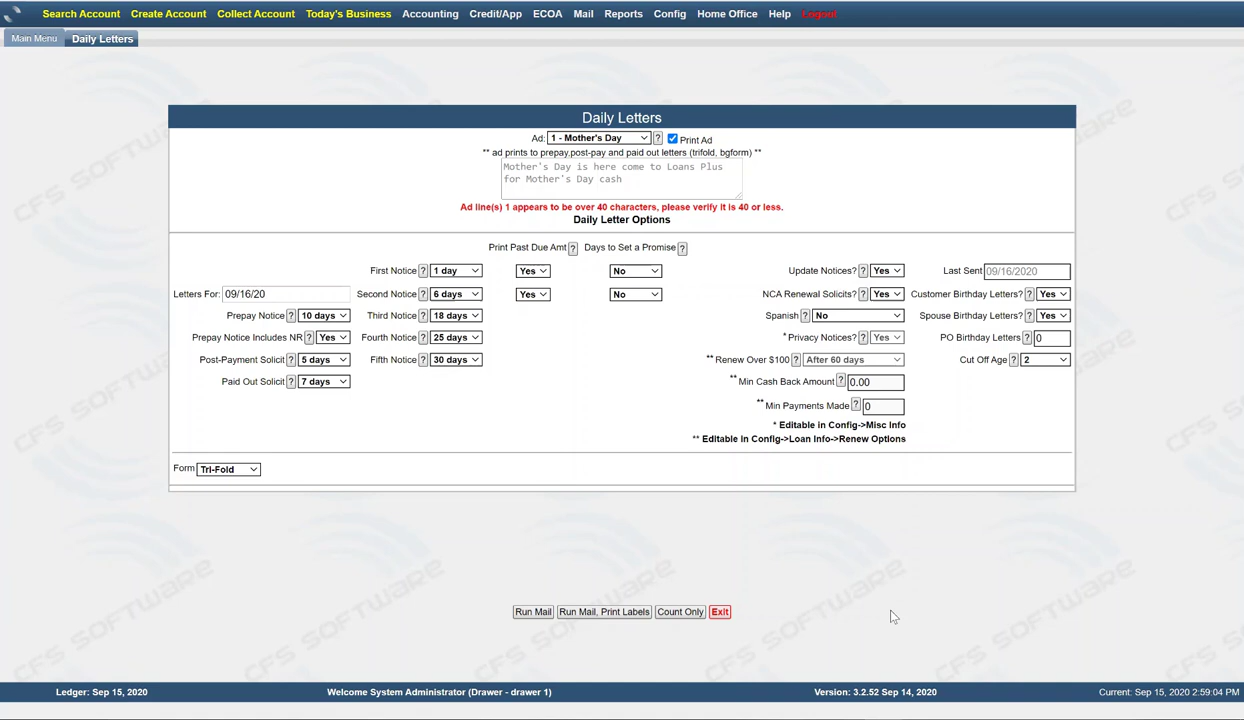 Search Account Create Account Collect Account Today's Business Accounting Credit/App ECOA Mail Reports Config Home Office Help Logout
Main Menu Daily Letters
Daily Letters
Ad: 1 - Mother's Day ? Print Ad
** ad prints to prepay,post-pay and paid out letters (trifold, bgform) **
Mother's Day is here come to Loans Plus
for Mother's Day cash
Ad line(s) 1 appears to be over 40 characters, please verify it is 40 or less.
Daily Letter Options
Print Past Due Amt ? Days to Set a Promise ?
First Notice ? 1 day Yes No Update Notices? ? Yes Last Sent 09/16/2020
Letters For: 09/16/20 Second Notice ? 6 days Yes No NCA Renewal Solicits? ? Yes Customer Birthday Letters? ? Yes
Prepay Notice ? 10 days Third Notice ? 18 days Spanish ? No Spouse Birthday Letters? ? Yes
Prepay Notice Includes NR ? Yes Fourth Notice ? 25 days * Privacy Notices? ? Yes PO Birthday Letters ? 0
Post-Payment Solicit ? 5 days Fifth Notice ? 30 days ** Renew Over $100 ? After 60 days Cut Off Age ? 2
Paid Out Solicit ? 7 days ** Min Cash Back Amount ? 0.00
** Min Payments Made ? 0
* Editable in Config->Misc Info
** Editable in Config->Loan Info->Renew Options
Form Tri-Fold
Run Mail Run Mail, Print Labels Count Only Exit
Ledger: Sep 15, 2020 Welcome System Administrator (Drawer - drawer 1) Version: 3.2.52 Sep 14, 2020 Current: Sep 15, 2020 2:59:04 PM
CFS SOFTWARE